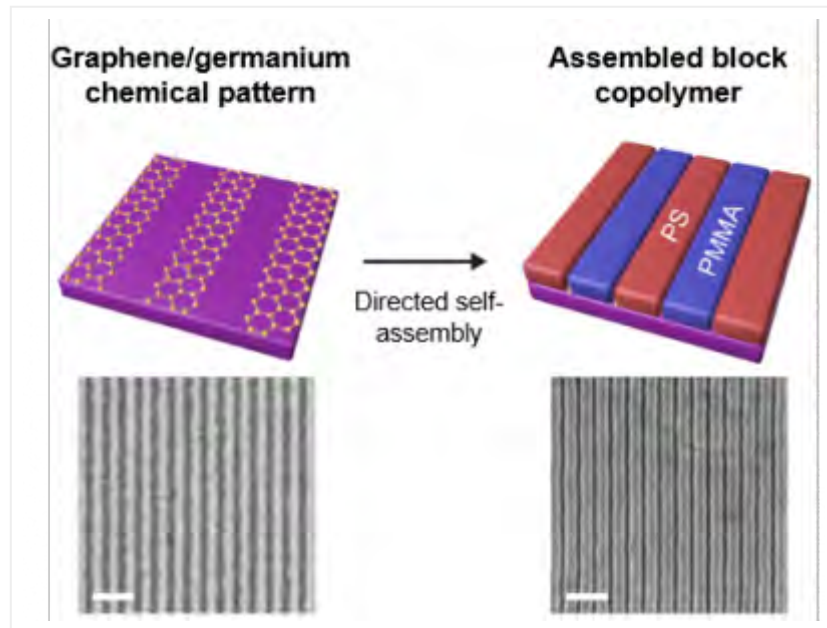 Graphene/germanium
chemical pattern
Assembled block
copolymer
PS
PMMA
Directed self-
assembly